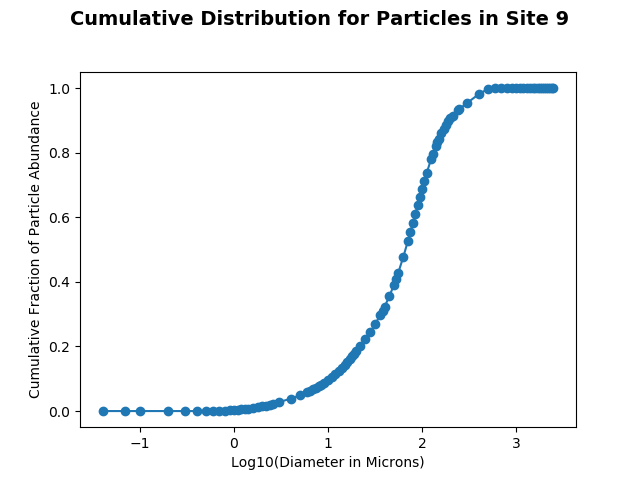 Cumulative Distribution for Particles in Site 9
Cumulative Fraction of Particle Abundance
1.0
0.8
0.6
0.4
0.2
0.0
−1 0 1 2 3
Log10(Diameter in Microns)